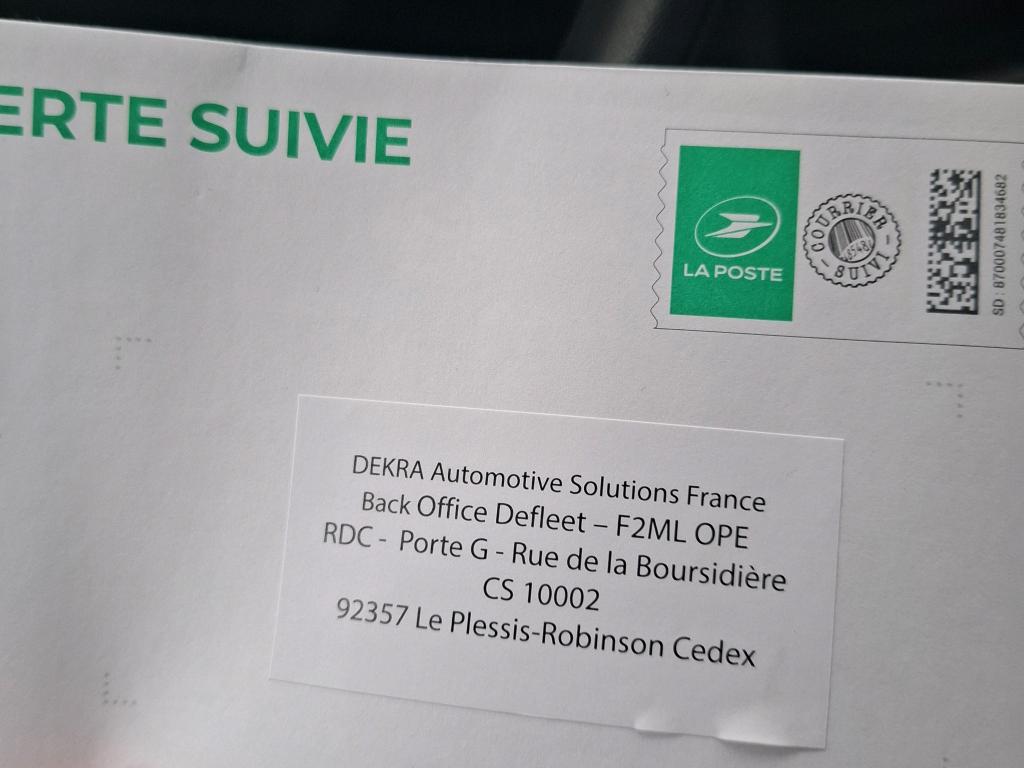 ERTE SUIVIE
LA POSTE
COURRIER
SUIVI
SD : 870007481834682
DEKRA Automotive Solutions France
Back Office Defleet – F2ML OPE
RDC - Porte G - Rue de la Boursidière
CS 10002
92357 Le Plessis-Robinson Cedex